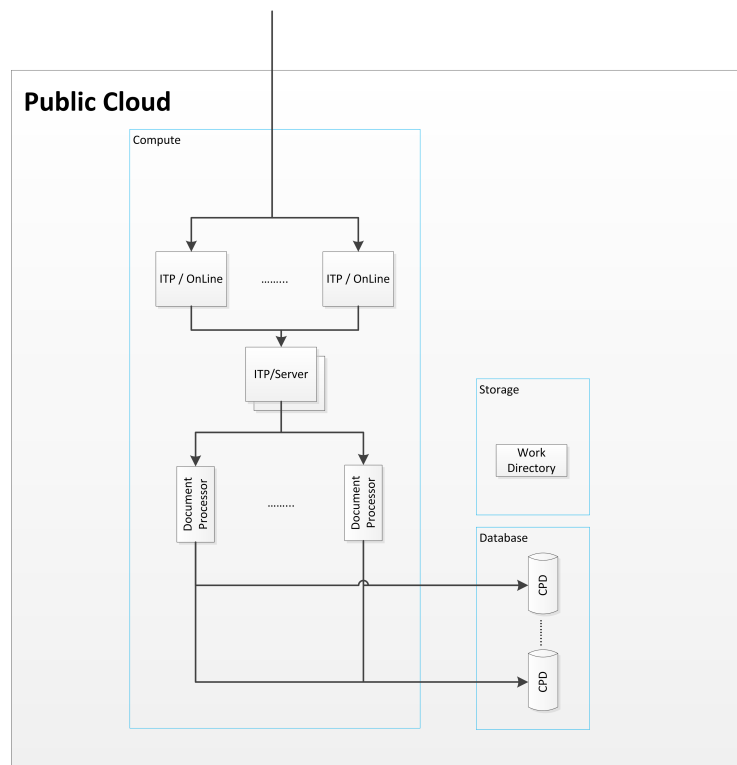 Public Cloud
Compute
ITP / OnLine
.........
ITP / OnLine
ITP/Server
Storage
Work
Directory
Document
Processor
.........
Document
Processor
Database
CPD
CPD